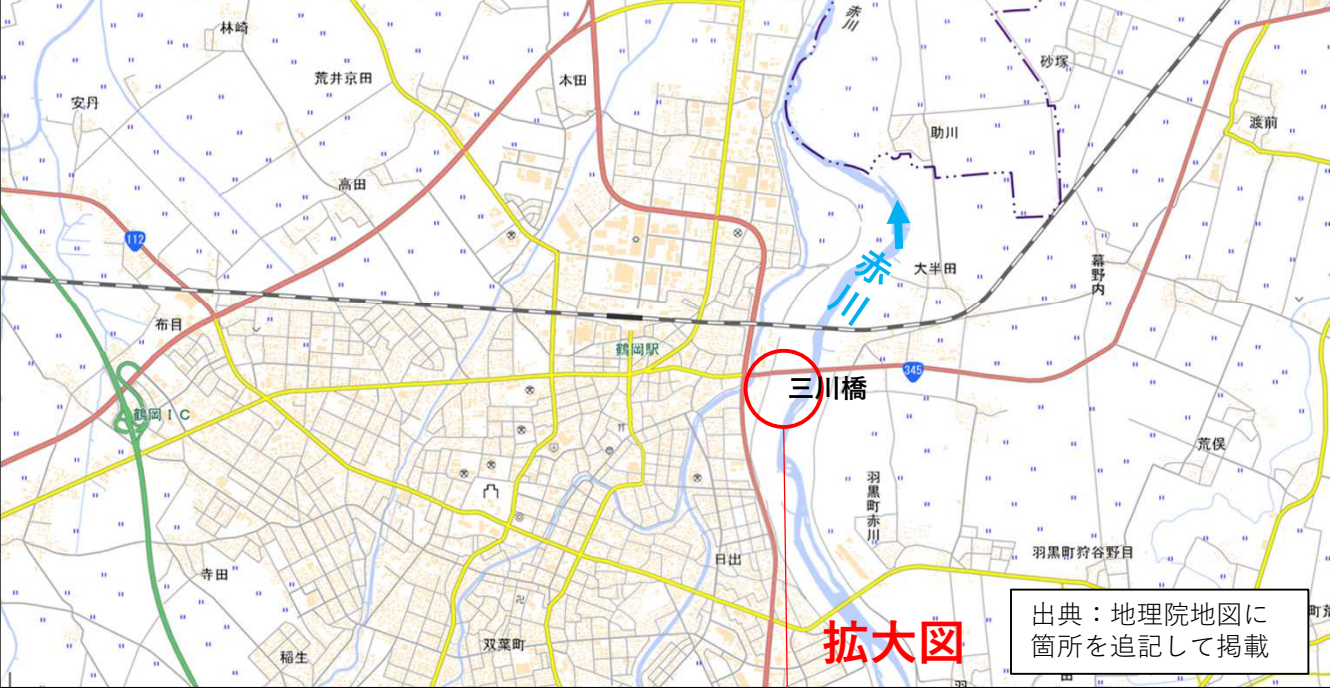 赤川
林崎
砂塚
荒井京田
本田
安丹
渡前
助川
高田
112
赤川
大半田
幕野内
布目
鶴岡駅
345
三川橋
鶴岡IC
荒俣
羽黒町赤川
日出
羽黒町狩谷野目
寺田
出典：地理院地図に
箇所を追記して掲載
拡大図
双葉町
稲生